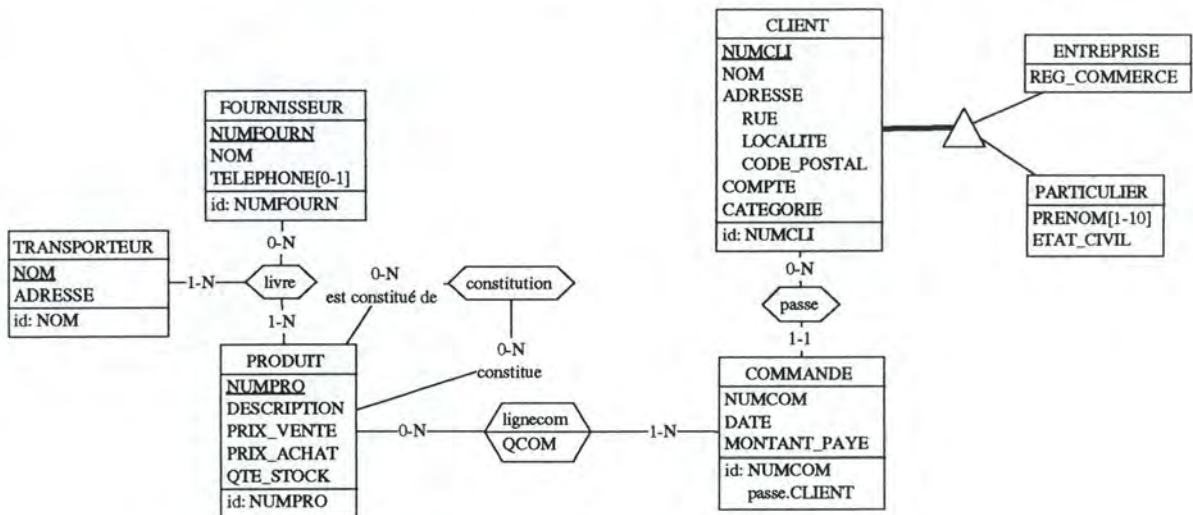 CLIENT
NUMCLI
NOM
ADRESSE
RUE
LOCALITE
CODE_POSTAL
COMPTE
CATEGORIE
id: NUMCLI
ENTREPRISE
REG_COMMERCE
PARTICULIER
PRENOM[1-10]
ETAT_CIVIL
FOURNISSEUR
NUMFOURN
NOM
TELEPHONE[0-1]
id: NUMFOURN
TRANSPORTEUR
NOM
ADRESSE
id: NOM
0-N
1-N
livre
1-N
0-N
est constitué de
constitution
0-N
constitue
0-N
passe
1-1
PRODUIT
NUMPRO
DESCRIPTION
PRIX_VENTE
PRIX_ACHAT
QTE_STOCK
id: NUMPRO
0-N
lignecom
QCOM
1-N
COMMANDE
NUMCOM
DATE
MONTANT_PAYE
id: NUMCOM
passe.CLIENT